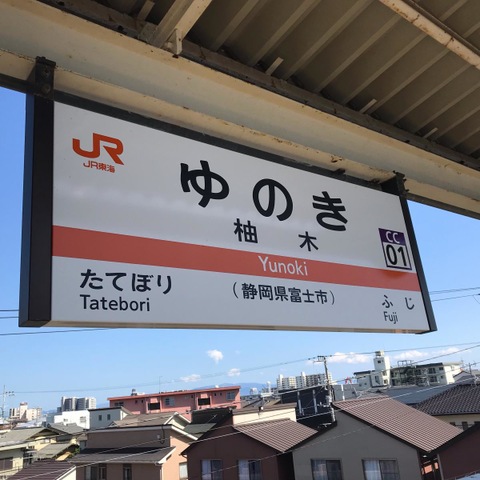 JR
JR東海
ゆのき
柚木
CC
01
Yunoki
たてぼり
Tatebori
(静岡県富士市)
ふじ
Fuji